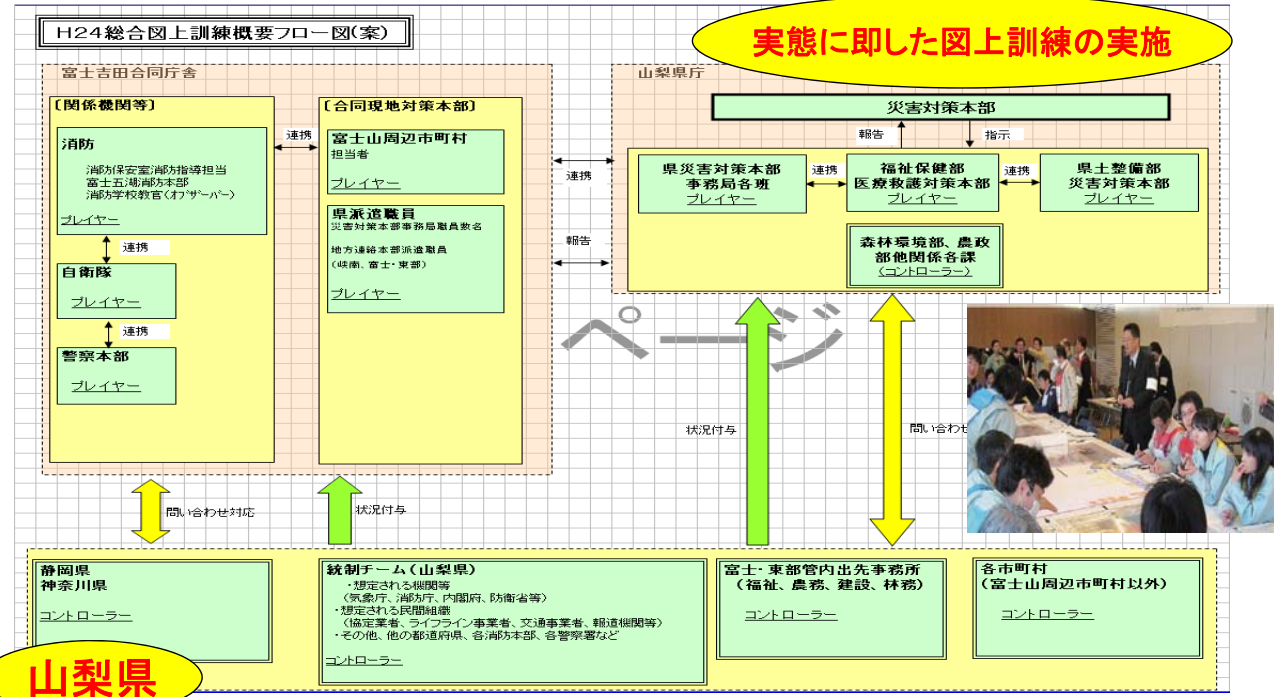 H24総合図上訓練概要フロー図(案)
実態に即した図上訓練の実施
富士吉田合同庁舎
〔関係機関等〕
消防
消防保安室消防指導担当
富士五湖消防本部
消防学校教官(オブザーバー)
プレイヤー
連携
自衛隊
プレイヤー
連携
警察本部
プレイヤー
連携
〔合同現地対策本部〕
富士山周辺市町村
担当者
プレイヤー
県派遣職員
災害対策本部事務局職員数名
地方連絡本部派遣職員
(峡南、富士・東部)
プレイヤー
連携
報告
山梨県庁
災害対策本部
報告
指示
県災害対策本部
事務局各班
プレイヤー
連携
福祉保健部
医療救護対策本部
プレイヤー
連携
県土整備部
災害対策本部
プレイヤー
森林環境部、農政
部他関係各課
(コントローラー)
ページ
状況付与
問い合わせ
問い合わせ対応
状況付与
静岡県
神奈川県
コントローラー
統制チーム(山梨県)
・想定される機関等
(気象庁、消防庁、内閣府、防衛省等)
・想定される民間組織
(協定業者、ライフライン事業者、交通事業者、報道機関等)
・その他、他の都道府県、各消防本部、各警察署など
コントローラー
富士・東部管内出先事務所
(福祉、農務、建設、林務)
コントローラー
各市町村
(富士山周辺市町村以外)
コントローラー
山梨県